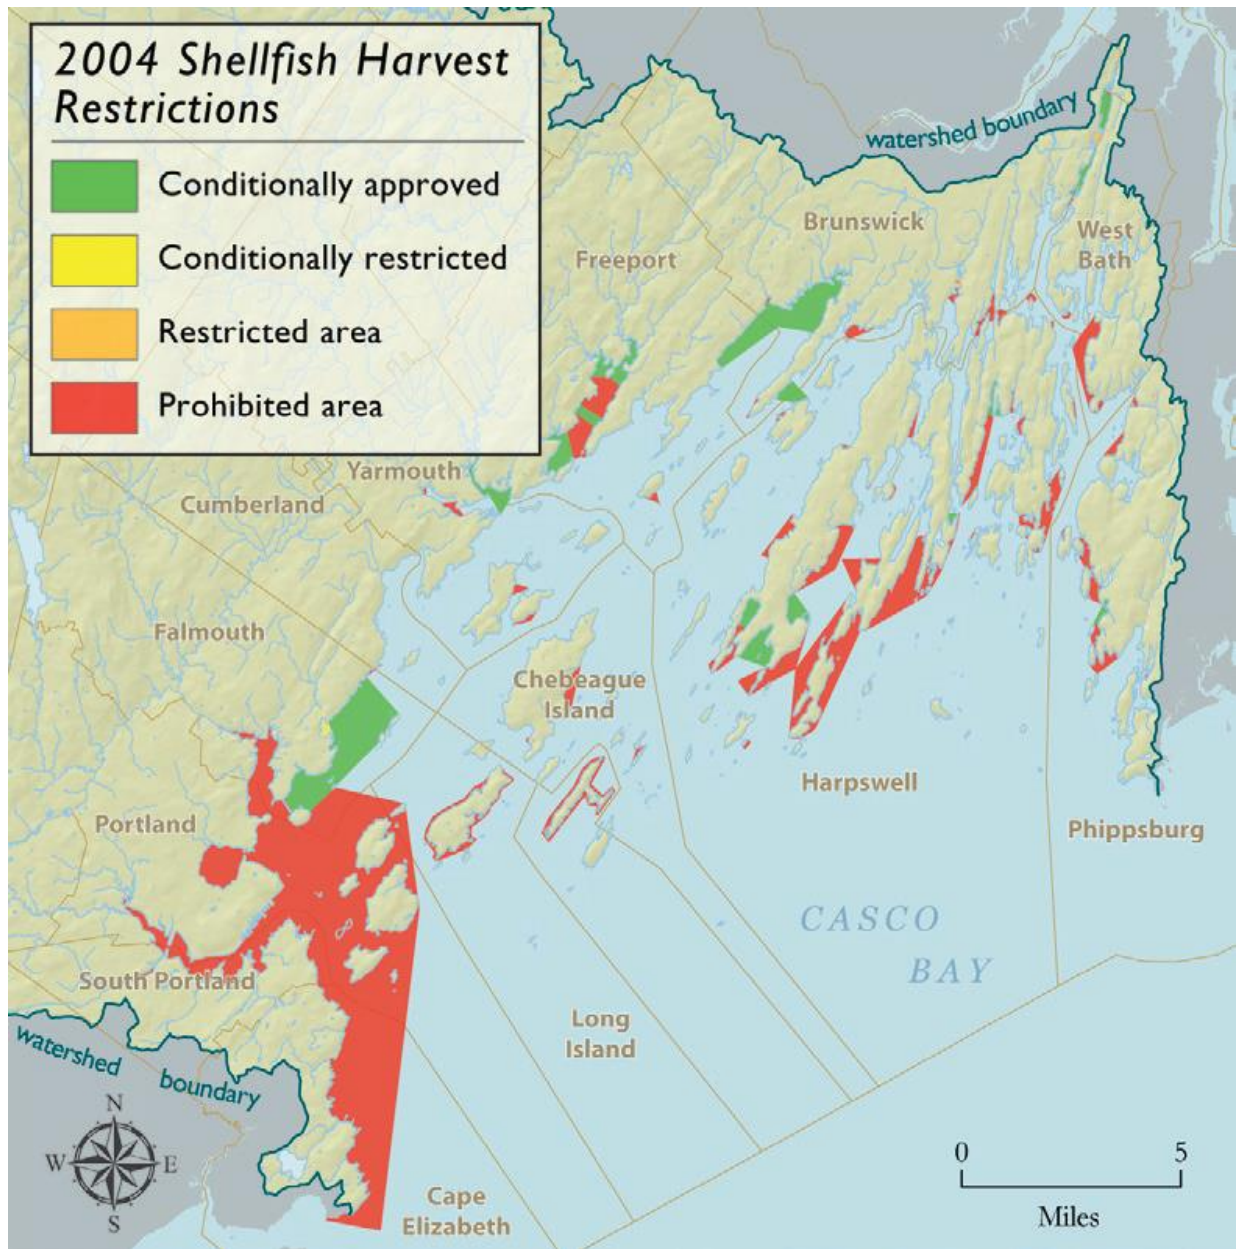 2004 Shellfish Harvest
Restrictions
Conditionally approved
Conditionally restricted
Restricted area
Prohibited area
watershed boundary
Brunswick
West
Bath
Freeport
Yarmouth
Cumberland
Falmouth
Chebeague
Island
Harpswell
Portland
Phippsburg
CASCO
BAY
South Portland
Long
Island
watershed boundary
N
W
E
S
0
5
Miles
Cape
Elizabeth